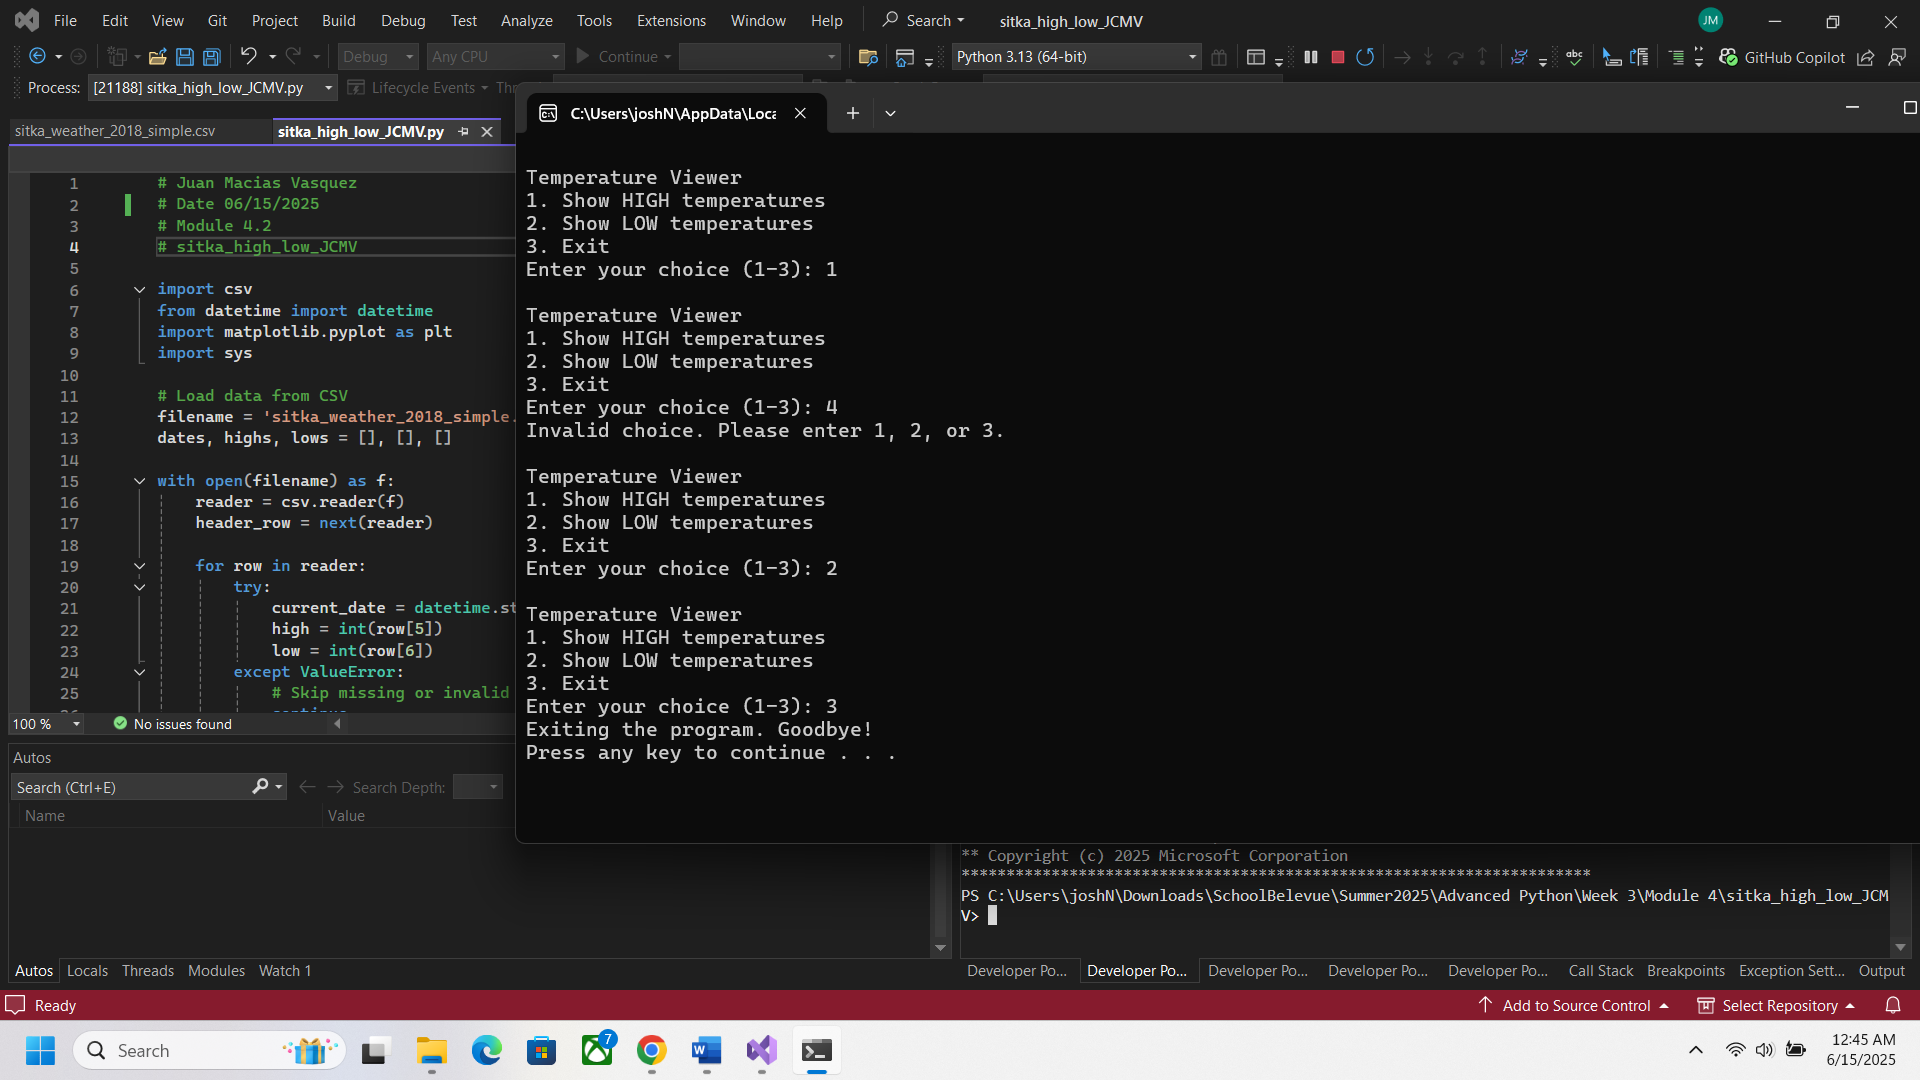 File Edit View Git Project Build Debug Test Analyze Tools Extensions Window Help Search sitka_high_low_JCMV JM
Debug Any CPU Continue Python 3.13 (64-bit) abc GitHub Copilot
Process: [21188] sitka_high_low_JCMV.py Lifecycle Events
sitka_weather_2018_simple.csv sitka_high_low_JCMV.py
1 # Juan Macias Vasquez
2 # Date 06/15/2025
3 # Module 4.2
4 # sitka_high_low_JCMV
5
6 import csv
7 from datetime import datetime
8 import matplotlib.pyplot as plt
9 import sys
10
11 # Load data from CSV
12 filename = 'sitka_weather_2018_simple.
13 dates, highs, lows = [], [], []
14
15 with open(filename) as f:
16 reader = csv.reader(f)
17 header_row = next(reader)
18
19 for row in reader:
20 try:
21 current_date = datetime.st
22 high = int(row[5])
23 low = int(row[6])
24 except ValueError:
25 # Skip missing or invalid
100 % No issues found
C:\Users\joshN\AppData\Loca
Temperature Viewer
1. Show HIGH temperatures
2. Show LOW temperatures
3. Exit
Enter your choice (1-3): 1
Temperature Viewer
1. Show HIGH temperatures
2. Show LOW temperatures
3. Exit
Enter your choice (1-3): 4
Invalid choice. Please enter 1, 2, or 3.
Temperature Viewer
1. Show HIGH temperatures
2. Show LOW temperatures
3. Exit
Enter your choice (1-3): 2
Temperature Viewer
1. Show HIGH temperatures
2. Show LOW temperatures
3. Exit
Enter your choice (1-3): 3
Exiting the program. Goodbye!
Press any key to continue . . .
Autos
Search (Ctrl+E) Search Depth:
Name Value
Autos Locals Threads Modules Watch 1
** Copyright (c) 2025 Microsoft Corporation
**********************************************************************
PS C:\Users\joshN\Downloads\SchoolBelevue\Summer2025\Advanced Python\Week 3\Module 4\sitka_high_low_JCM
V>
Developer Po... Developer Po... Developer Po... Developer Po... Developer Po... Call Stack Breakpoints Exception Sett... Output
Ready Add to Source Control Select Repository
Search 7 12:45 AM
6/15/2025